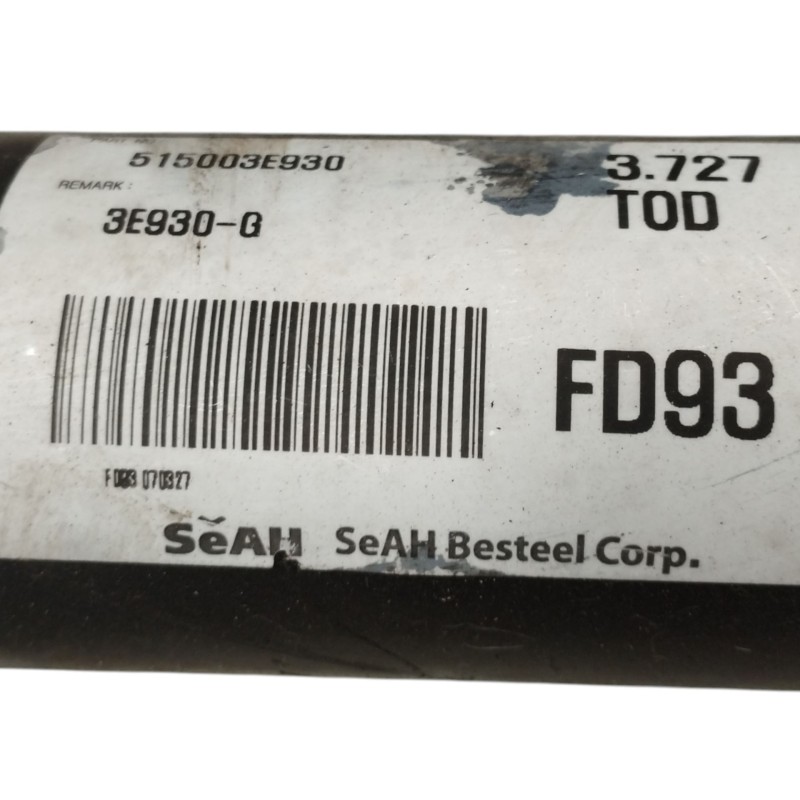 515003E930
3.727
REMARK :
3E930-G
TOD
FD93
FD93 070327
SeAH SeAH Besteel Corp.